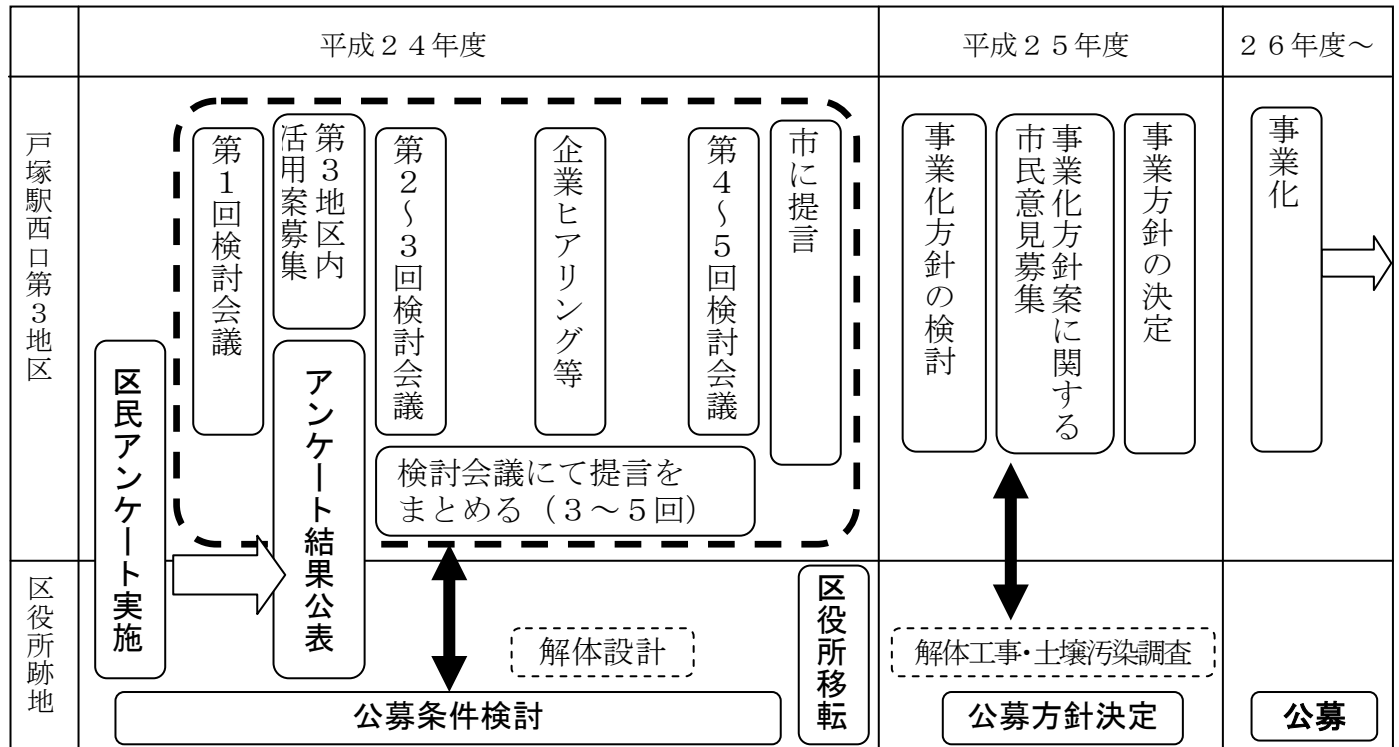 平成２４年度
平成２５年度
２６年度～
戸塚駅西口第３地区
区民アンケート実施
第１回検討会議
第３地区内
活用案募集
アンケート結果公表
第２～３回検討会議
企業ヒアリング等
第４～５回検討会議
市に提言
検討会議にて提言を
まとめる（３～５回）
事業化方針の検討
事業化方針案に関する
市民意見募集
事業方針の決定
事業化
区役所跡地
解体設計
区役所移転
公募条件検討
解体工事・土壌汚染調査
公募方針決定
公募